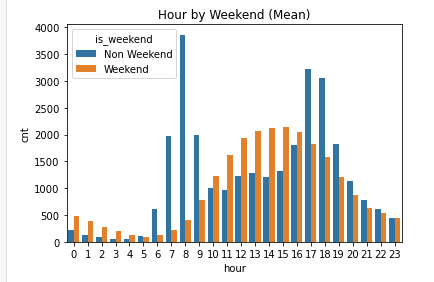 Hour by Weekend (Mean)
is_weekend
Non Weekend
Weekend
4000
3500
3000
2500
2000
1500
1000
500
0
cnt
0 1 2 3 4 5 6 7 8 9 10 11 12 13 14 15 16 17 18 19 20 21 22 23
hour